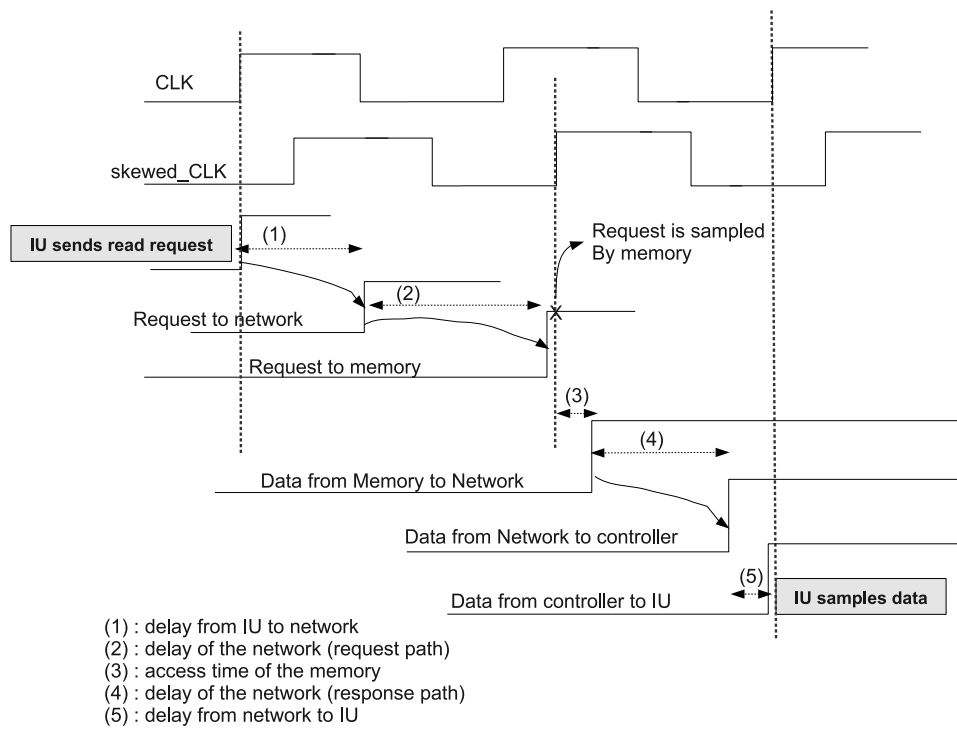 CLK
skewed_CLK
IU sends read request
(1)
Request is sampled
By memory
(2)
Request to network
Request to memory
(3)
(4)
Data from Memory to Network
Data from Network to controller
(5)
Data from controller to IU
IU samples data
(1) : delay from IU to network
(2) : delay of the network (request path)
(3) : access time of the memory
(4) : delay of the network (response path)
(5) : delay from network to IU